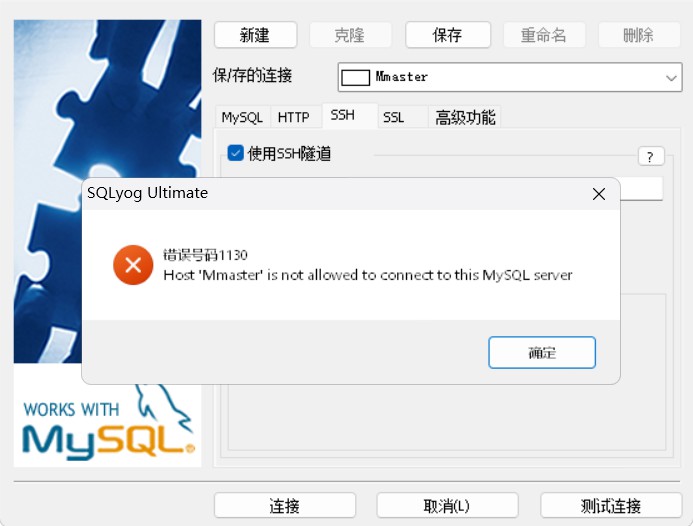 新建
克隆
保存
重命名
删除
保/存的连接
Mmaster
MySQL
HTTP
SSH
SSL
高级功能
使用SSH隧道
?
SQLyog Ultimate
错误号码1130
Host 'Mmaster' is not allowed to connect to this MySQL server
确定
WORKS WITH
MySQL®
连接
取消(L)
测试连接